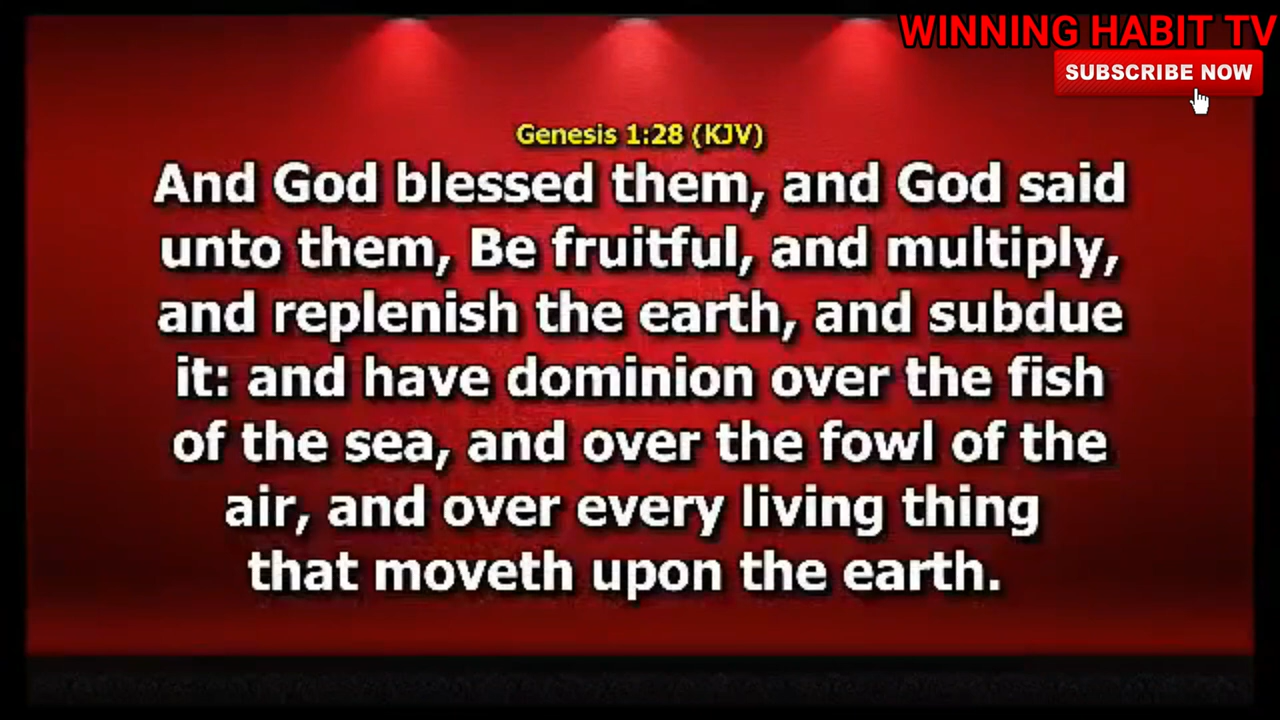 WINNING HABIT TV
SUBSCRIBE NOW
Genesis 1:28 (KJV)
And God blessed them, and God said
unto them, Be fruitful, and multiply,
and replenish the earth, and subdue
it: and have dominion over the fish
of the sea, and over the fowl of the
air, and over every living thing
that moveth upon the earth.